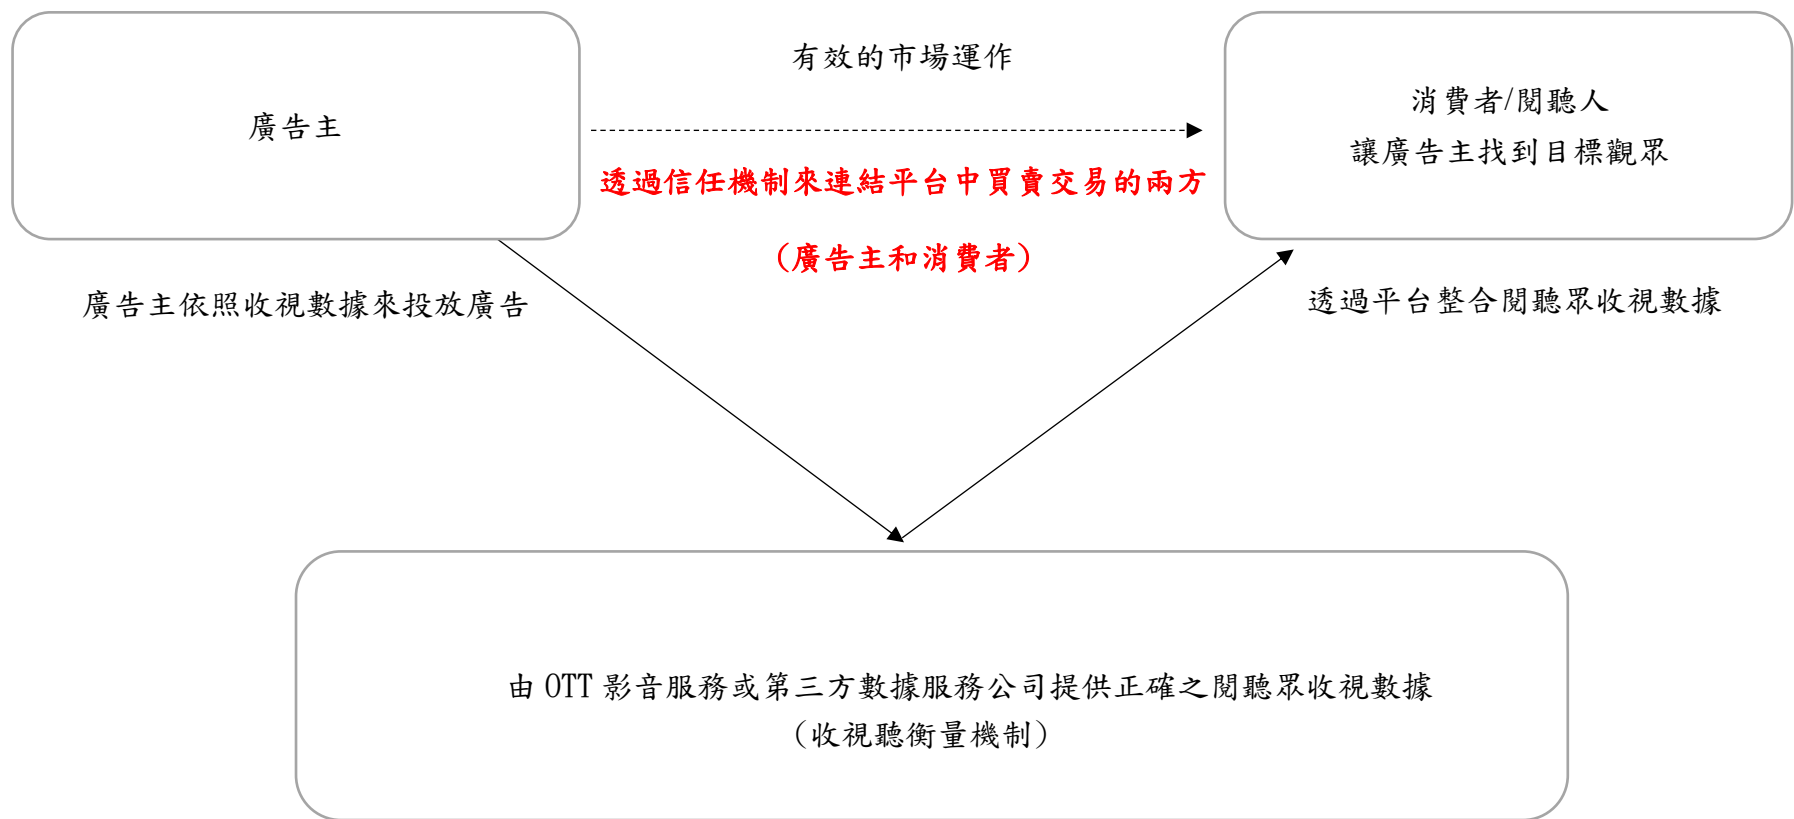 廣告主
有效的市場運作
消費者/閱聽人
讓廣告主找到目標觀眾
透過信任機制來連結平台中買賣交易的兩方
（廣告主和消費者）
廣告主依照收視數據來投放廣告
透過平台整合閱聽眾收視數據
由 OTT 影音服務或第三方數據服務公司提供正確之閱聽眾收視數據
（收視聽衡量機制）